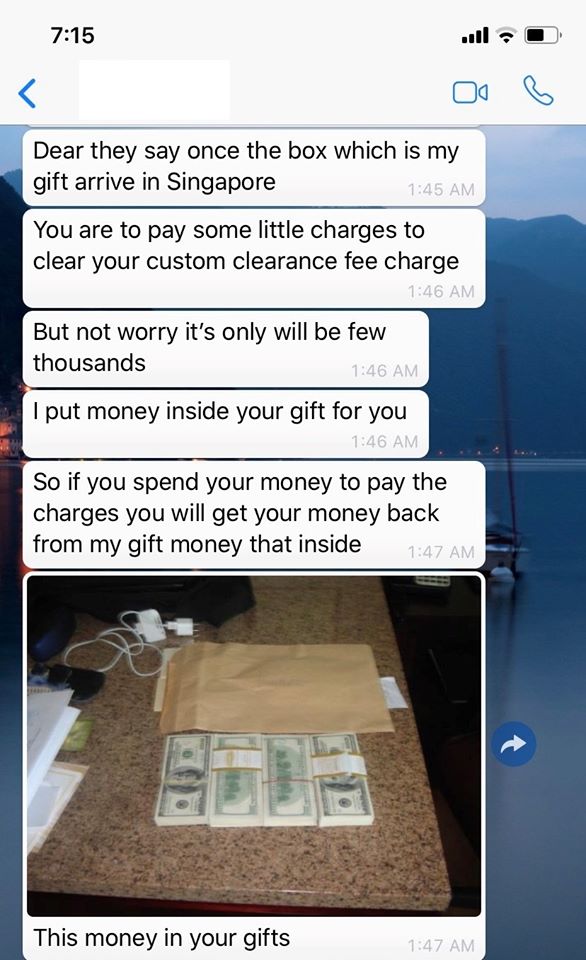 7:15
Dear they say once the box which is my
gift arrive in Singapore
1:45 AM
You are to pay some little charges to
clear your custom clearance fee charge
1:46 AM
But not worry it’s only will be few
thousands
1:46 AM
I put money inside your gift for you
1:46 AM
So if you spend your money to pay the
charges you will get your money back
from my gift money that inside
1:47 AM
This money in your gifts
1:47 AM